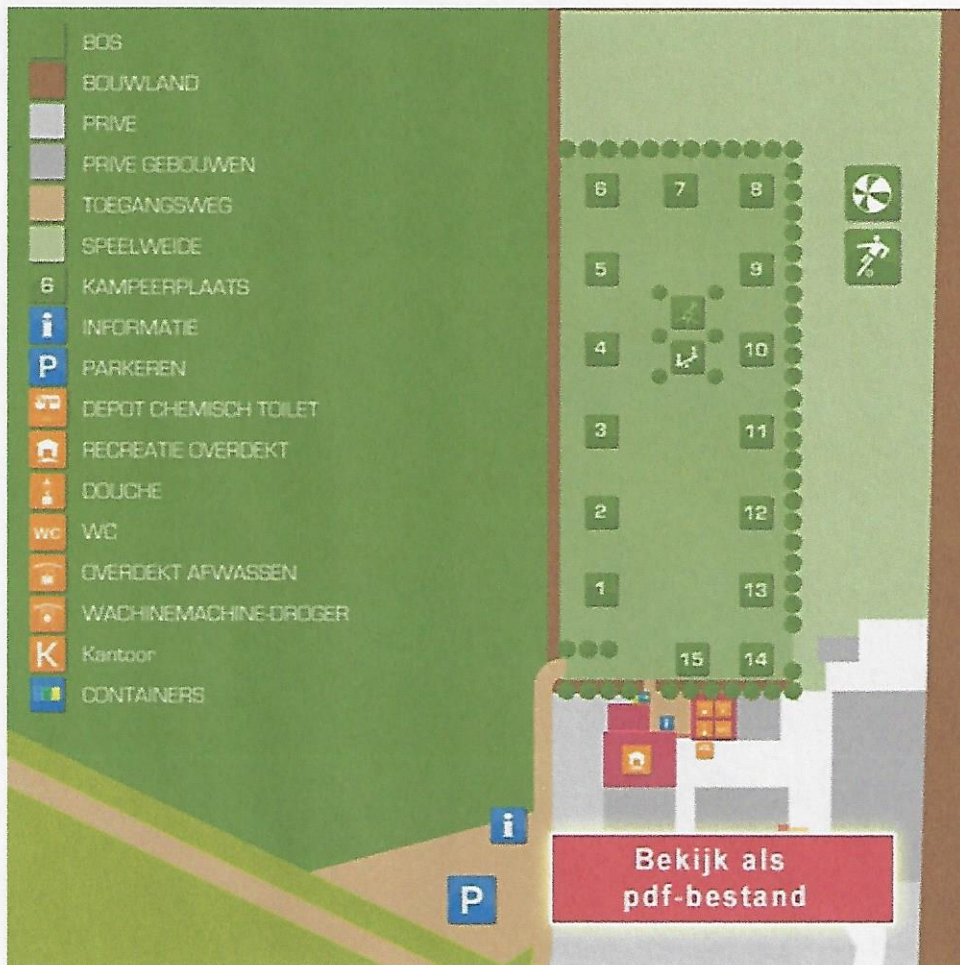 BOS
BOUWLAND
PRIVE
PRIVE GEBOUWEN
TOEGANGSWEG
SPEELWEIDE
6 KAMPEERPLAATS
i INFORMATIE
P PARKEREN
DEPOT CHEMISCH TOILET
RECREATIE OVERDEKT
DOUCHE
WC WC
OVERDEKT AFWASSEN
WACHINEMACHINE-DROGER
K Kantoor
CONTAINERS
6 7 8
5 9
4 10
3 11
2 12
1 13
15 14
i
i
P
Bekijk als
pdf-bestand